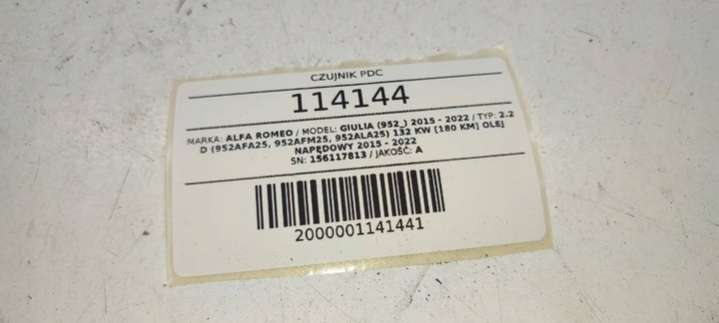 CZUJNIK PDC
114144
MARKA: ALFA ROMEO / MODEL: GIULIA (952_) 2015 - 2022 / TYP: 2.2
D (952AFA25, 952AFM25, 952ALA25) 132 KW [180 KM] OLEJ
NAPĘDOWY 2015 - 2022
SN: 156117813 / JAKOŚĆ: A
2000001141441